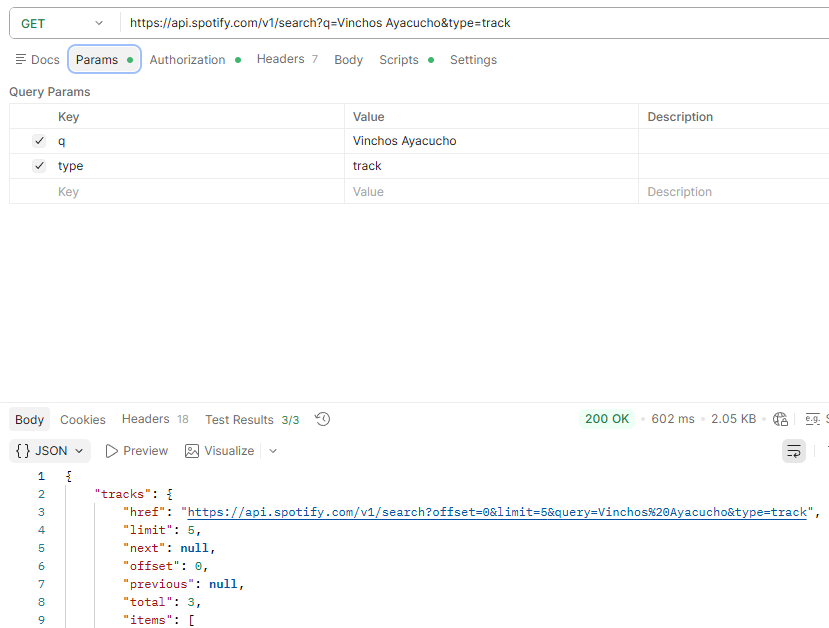 GET https://api.spotify.com/v1/search?q=Vinchos Ayacucho&type=track
Docs Params Authorization Headers 7 Body Scripts Settings
Query Params
Key Value Description
q Vinchos Ayacucho
type track
Key Value Description
Body Cookies Headers 18 Test Results 3/3 200 OK 602 ms 2.05 KB e.g. S
{} JSON Preview Visualize
1 {
2 "tracks": {
3 "href": "https://api.spotify.com/v1/search?offset=0&limit=5&query=Vinchos%20Ayacucho&type=track",
4 "limit": 5,
5 "next": null,
6 "offset": 0,
7 "previous": null,
8 "total": 3,
9 "items": [